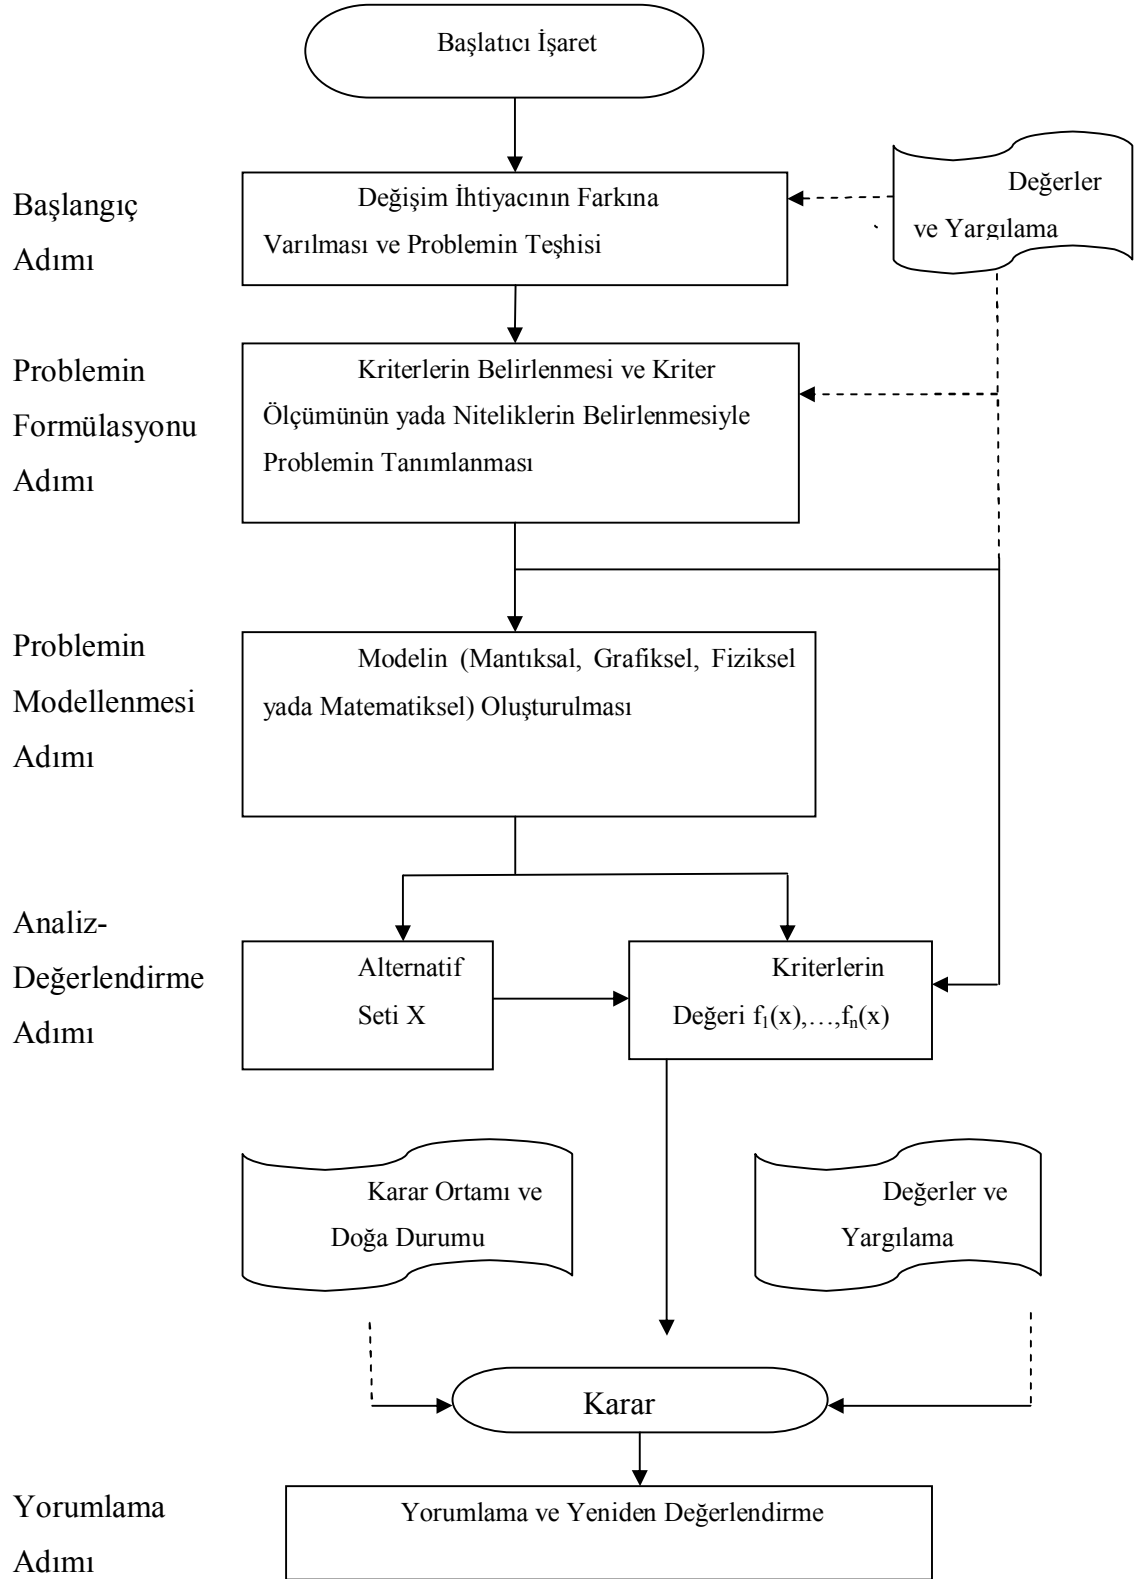 Başlatıcı İşaret
Başlangıç
Adımı
Değişim İhtiyacının Farkına
Varılması ve Problemin Teşhisi
Değerler
ve Yargılama
Problemin
Formülasyonu
Adımı
Kriterlerin Belirlenmesi ve Kriter
Ölçümünün yada Niteliklerin Belirlenmesiyle
Problemin Tanımlanması
Problemin
Modellenmesi
Adımı
Modelin (Mantıksal, Grafiksel, Fiziksel
yada Matematiksel) Oluşturulması
Analiz-
Değerlendirme
Adımı
Alternatif
Seti X
Kriterlerin
Değeri f₁(x),…,fₙ(x)
Karar Ortamı ve
Doğa Durumu
Değerler ve
Yargılama
Karar
Yorumlama
Adımı
Yorumlama ve Yeniden Değerlendirme